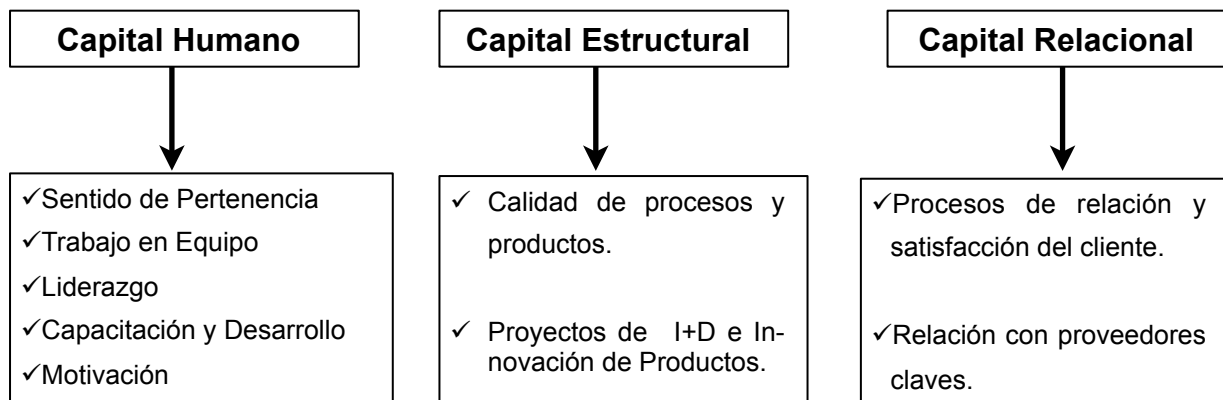 Capital Humano
✓Sentido de Pertenencia
✓Trabajo en Equipo
✓Liderazgo
✓Capacitación y Desarrollo
✓Motivación
Capital Estructural
✓ Calidad de procesos y
productos.
✓ Proyectos de I+D e In-
novación de Productos.
Capital Relacional
✓Procesos de relación y
satisfacción del cliente.
✓Relación con proveedores
claves.